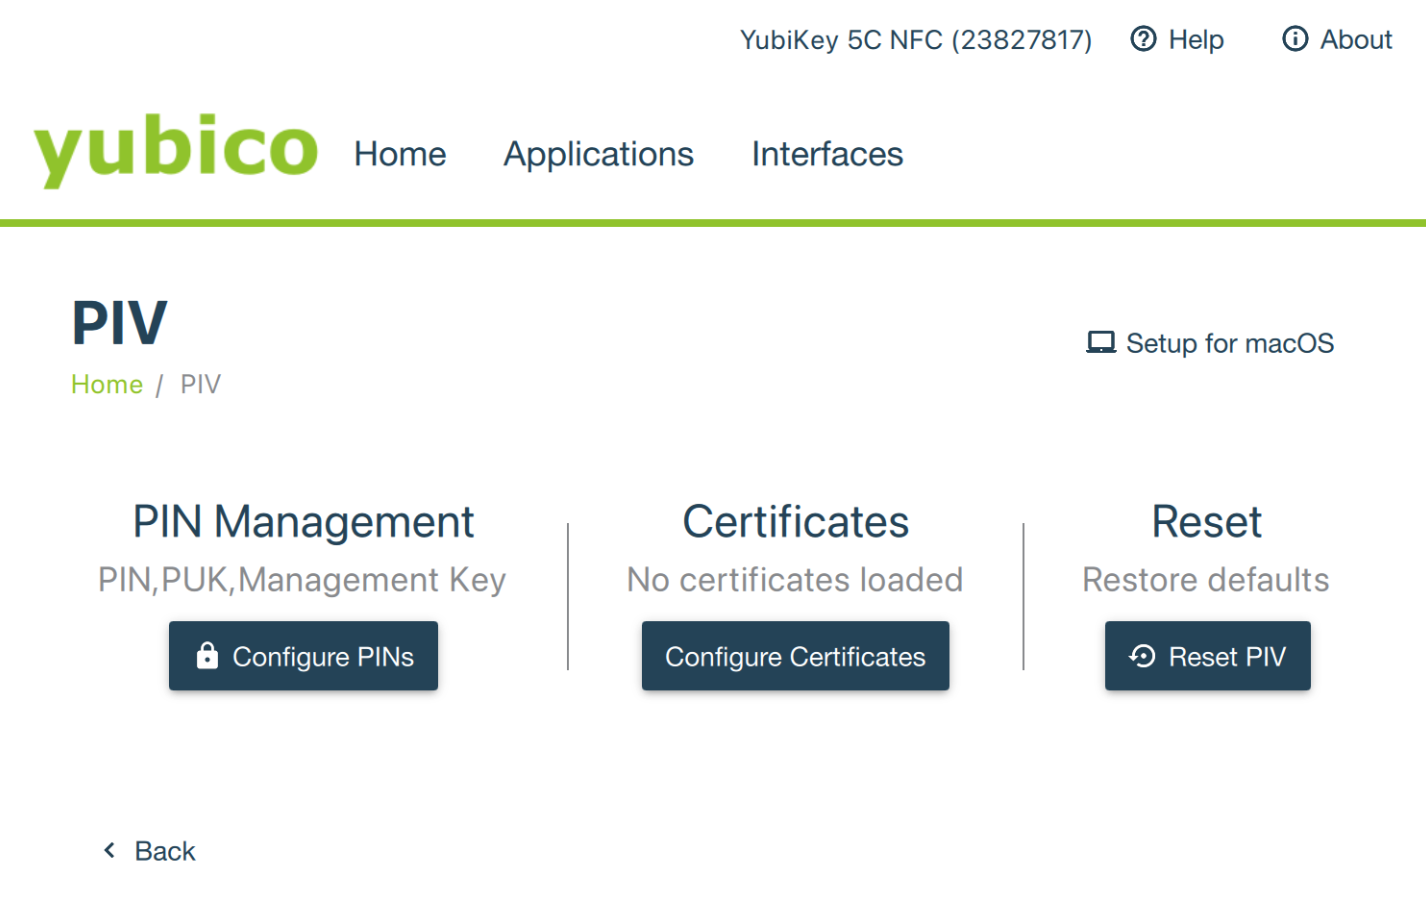 YubiKey 5C NFC (23827817) Help About
yubico Home Applications Interfaces
PIV
Setup for macOS
Home / PIV
PIN Management
PIN,PUK,Management Key
Configure PINs
Certificates
No certificates loaded
Configure Certificates
Reset
Restore defaults
Reset PIV
Back